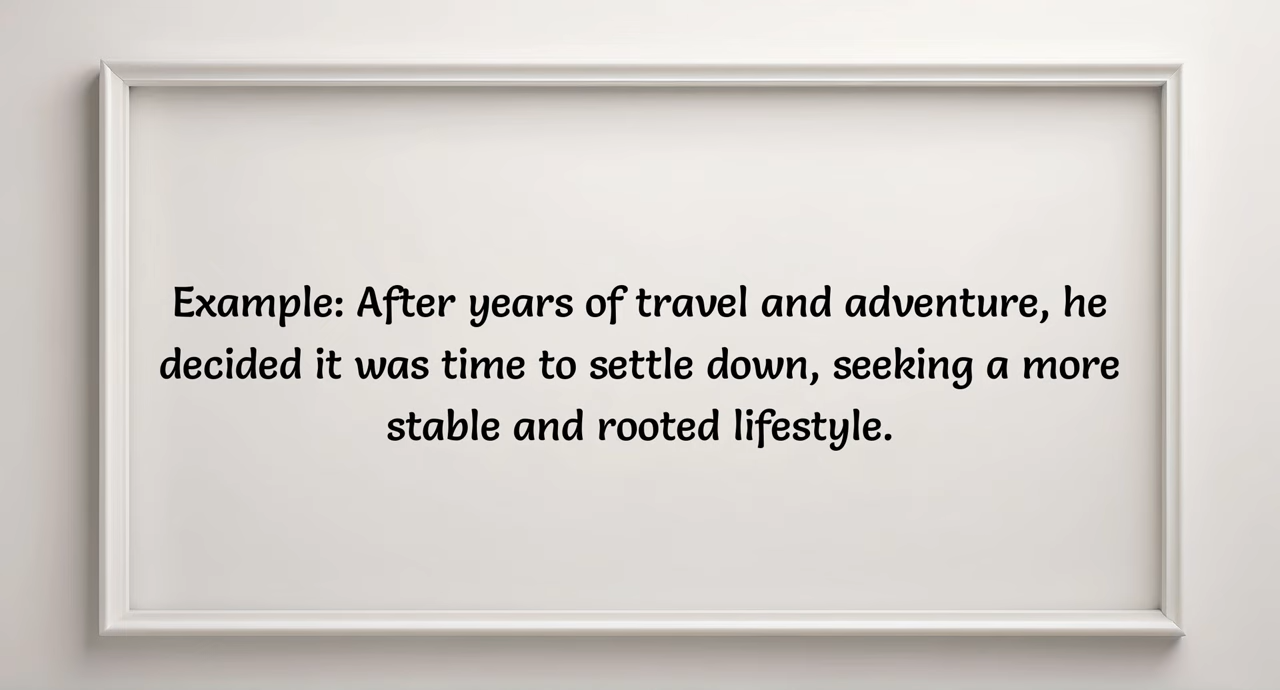 Example: After years of travel and adventure, he
decided it was time to settle down, seeking a more
stable and rooted lifestyle.